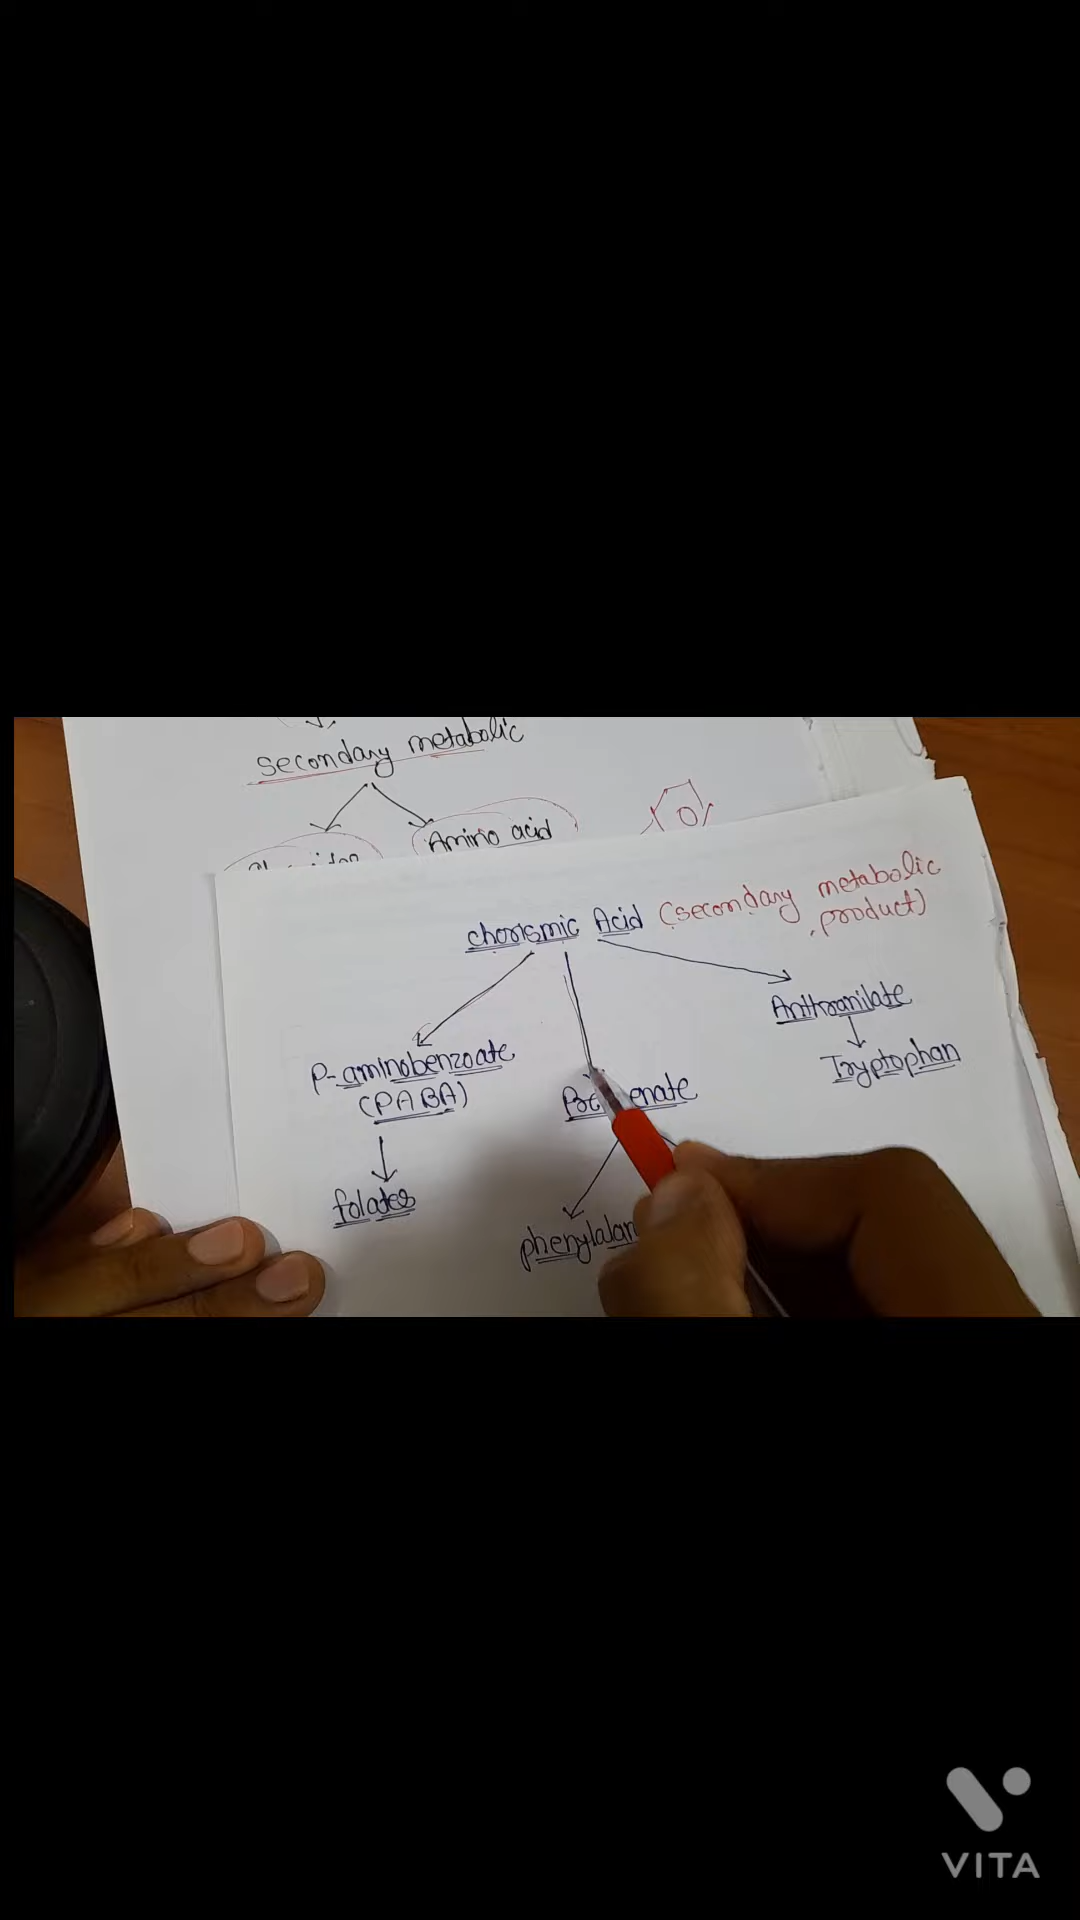 secondary metabolic
Amino acid
chorismic Acid (secondary metabolic
product)
Anthranilate
Tryptophan
P-aminobenzoate
(PABA)
folates
VITA